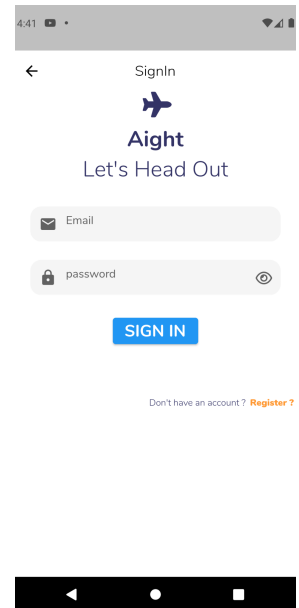 4:41
SignIn
Aight
Let's Head Out
Email
password
SIGN IN
Don't have an account ? Register ?